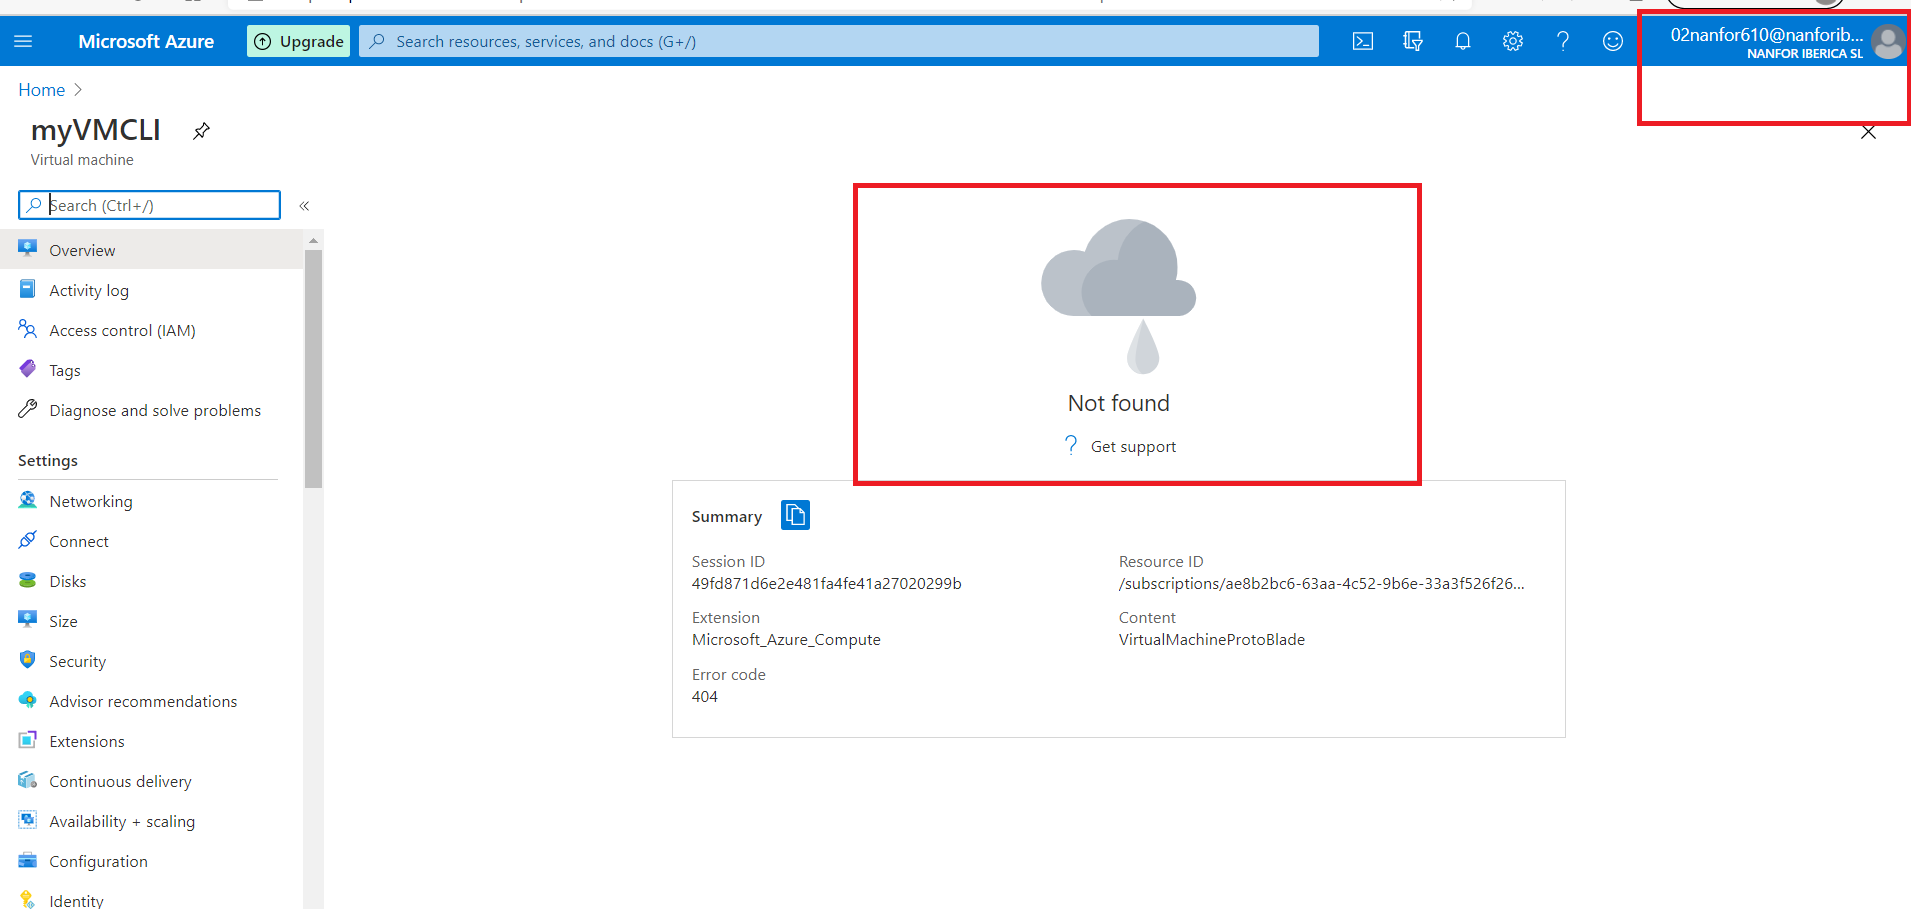 Microsoft Azure
Upgrade
Search resources, services, and docs (G+/)
02nanfor610@nanforib...
NANFOR IBERICA SL
Home
myVMCLI
Virtual machine
Search (Ctrl+/)
«
Overview
Activity log
Access control (IAM)
Tags
Diagnose and solve problems
Settings
Networking
Connect
Disks
Size
Security
Advisor recommendations
Extensions
Continuous delivery
Availability + scaling
Configuration
Identity
Not found
? Get support
Summary
Session ID
49fd871d6e2e481fa4fe41a27020299b
Resource ID
/subscriptions/ae8b2bc6-63aa-4c52-9b6e-33a3f526f26...
Extension
Microsoft_Azure_Compute
Content
VirtualMachineProtoBlade
Error code
404